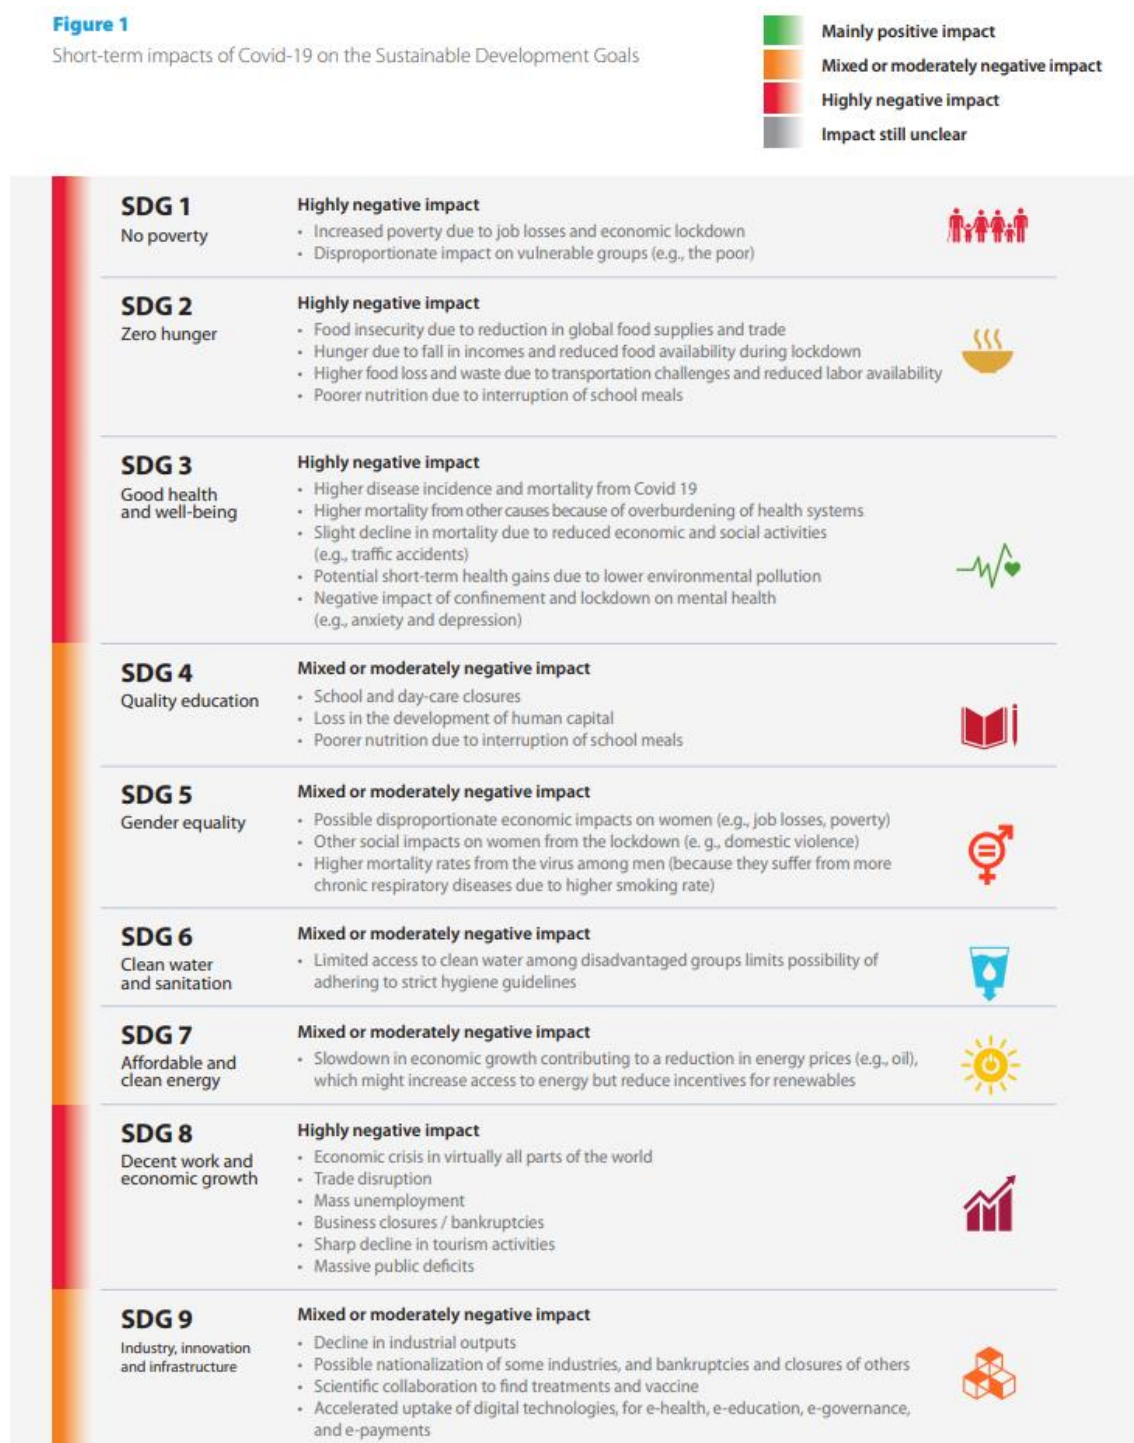 Figure 1
Short-term impacts of Covid-19 on the Sustainable Development Goals
Mainly positive impact
Mixed or moderately negative impact
Highly negative impact
Impact still unclear
SDG 1
No poverty
Highly negative impact
• Increased poverty due to job losses and economic lockdown
• Disproportionate impact on vulnerable groups (e.g., the poor)
SDG 2
Zero hunger
Highly negative impact
• Food insecurity due to reduction in global food supplies and trade
• Hunger due to fall in incomes and reduced food availability during lockdown
• Higher food loss and waste due to transportation challenges and reduced labor availability
• Poorer nutrition due to interruption of school meals
SDG 3
Good health
and well-being
Highly negative impact
• Higher disease incidence and mortality from Covid 19
• Higher mortality from other causes because of overburdening of health systems
• Slight decline in mortality due to reduced economic and social activities
(e.g., traffic accidents)
• Potential short-term health gains due to lower environmental pollution
• Negative impact of confinement and lockdown on mental health
(e.g., anxiety and depression)
SDG 4
Quality education
Mixed or moderately negative impact
• School and day-care closures
• Loss in the development of human capital
• Poorer nutrition due to interruption of school meals
SDG 5
Gender equality
Mixed or moderately negative impact
• Possible disproportionate economic impacts on women (e.g., job losses, poverty)
• Other social impacts on women from the lockdown (e. g., domestic violence)
• Higher mortality rates from the virus among men (because they suffer from more
chronic respiratory diseases due to higher smoking rate)
SDG 6
Clean water
and sanitation
Mixed or moderately negative impact
• Limited access to clean water among disadvantaged groups limits possibility of
adhering to strict hygiene guidelines
SDG 7
Affordable and
clean energy
Mixed or moderately negative impact
• Slowdown in economic growth contributing to a reduction in energy prices (e.g., oil),
which might increase access to energy but reduce incentives for renewables
SDG 8
Decent work and
economic growth
Highly negative impact
• Economic crisis in virtually all parts of the world
• Trade disruption
• Mass unemployment
• Business closures / bankruptcies
• Sharp decline in tourism activities
• Massive public deficits
SDG 9
Industry, innovation
and infrastructure
Mixed or moderately negative impact
• Decline in industrial outputs
• Possible nationalization of some industries, and bankruptcies and closures of others
• Scientific collaboration to find treatments and vaccine
• Accelerated uptake of digital technologies, for e-health, e-education, e-governance,
and e-payments